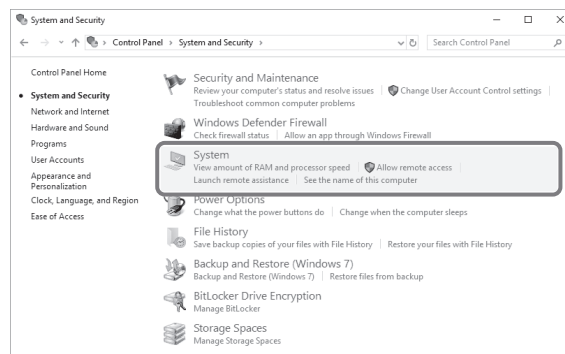 System and Security
Control Panel > System and Security >
Search Control Panel
Control Panel Home
System and Security
Network and Internet
Hardware and Sound
Programs
User Accounts
Appearance and
Personalization
Clock, Language, and Region
Ease of Access
Security and Maintenance
Review your computer's status and resolve issues | Change User Account Control settings |
Troubleshoot common computer problems
Windows Defender Firewall
Check firewall status | Allow an app through Windows Firewall
System
View amount of RAM and processor speed | Allow remote access |
Launch remote assistance | See the name of this computer
Power Options
Change what the power buttons do | Change when the computer sleeps
File History
Save backup copies of your files with File History | Restore your files with File History
Backup and Restore (Windows 7)
Backup and Restore (Windows 7) | Restore files from backup
BitLocker Drive Encryption
Manage BitLocker
Storage Spaces
Manage Storage Spaces